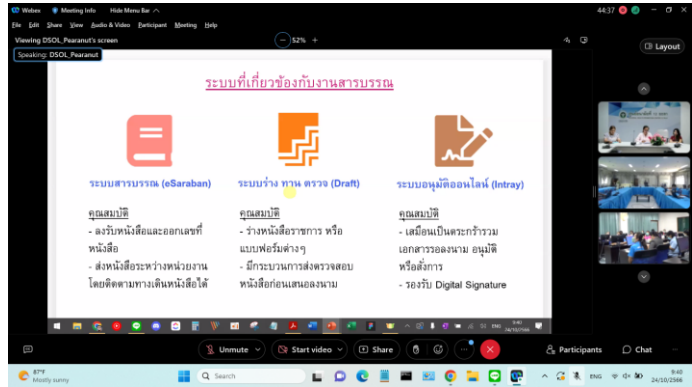 Webex
Meeting Info
Hide Menu Bar
44:37
File Edit Share View Audio & Video Participant Meeting Help
Viewing DSOL_Pearanut's screen
52%
Layout
Speaking: DSOL_Pearanut
ระบบที่เกี่ยวข้องกับงานสารบรรณ
ระบบสารบรรณ (eSaraban)
คุณสมบัติ
- ลงรับหนังสือและออกเลขที่
หนังสือ
- ส่งหนังสือระหว่างหน่วยงาน
โดยติดตามทางเดินหนังสือได้
ระบบร่าง ทาน ตรวจ (Draft)
คุณสมบัติ
- ร่างหนังสือราชการ หรือ
แบบฟอร์มต่างๆ
- มีกระบวนการส่งตรวจสอบ
หนังสือก่อนเสนอลงนาม
ระบบอนุมัติออนไลน์ (Intray)
คุณสมบัติ
- เสมือนเป็นตระกร้ารวม
เอกสารรอลงนาม อนุมัติ
หรือสั่งการ
- รองรับ Digital Signature
ENG
9:40
24/10/2566
Unmute
Start video
Share
Participants
Chat
87°F
Mostly sunny
Search
ENG
9:40
24/10/2566